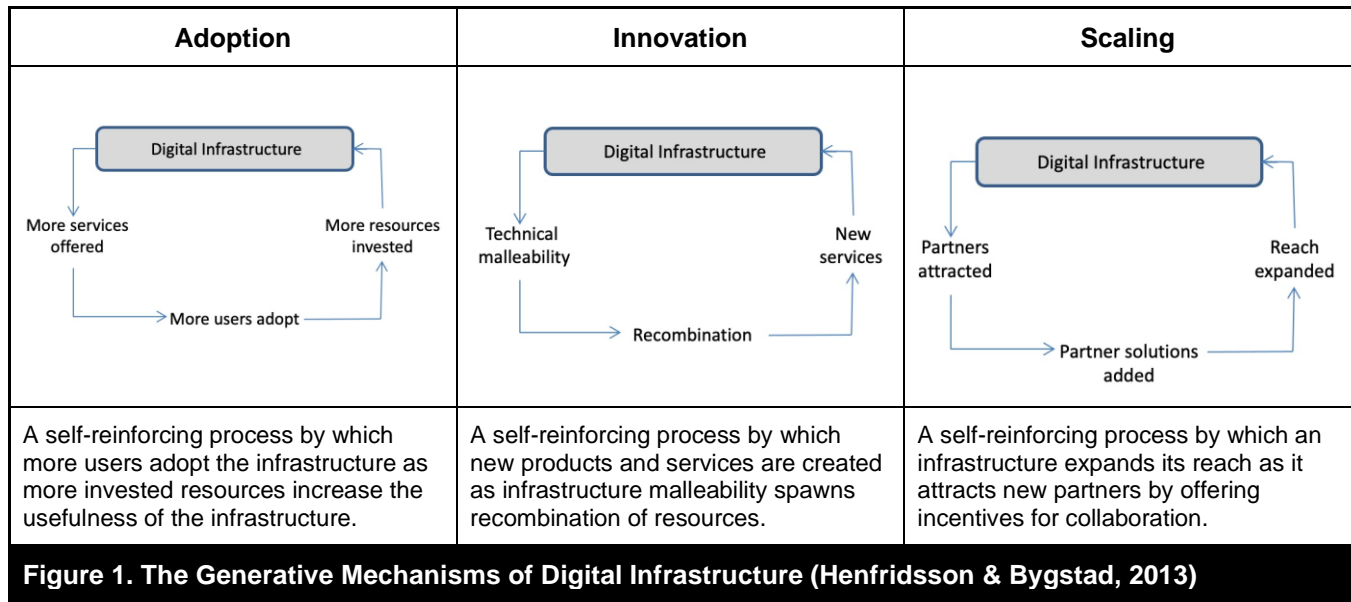 Adoption
Innovation
Scaling
Digital Infrastructure
More services
offered
More resources
invested
More users adopt
Digital Infrastructure
Technical
malleability
New
services
Recombination
Digital Infrastructure
Partners
attracted
Reach
expanded
Partner solutions
added
A self-reinforcing process by which
more users adopt the infrastructure as
more invested resources increase the
usefulness of the infrastructure.
A self-reinforcing process by which
new products and services are created
as infrastructure malleability spawns
recombination of resources.
A self-reinforcing process by which an
infrastructure expands its reach as it
attracts new partners by offering
incentives for collaboration.
Figure 1. The Generative Mechanisms of Digital Infrastructure (Henfridsson & Bygstad, 2013)